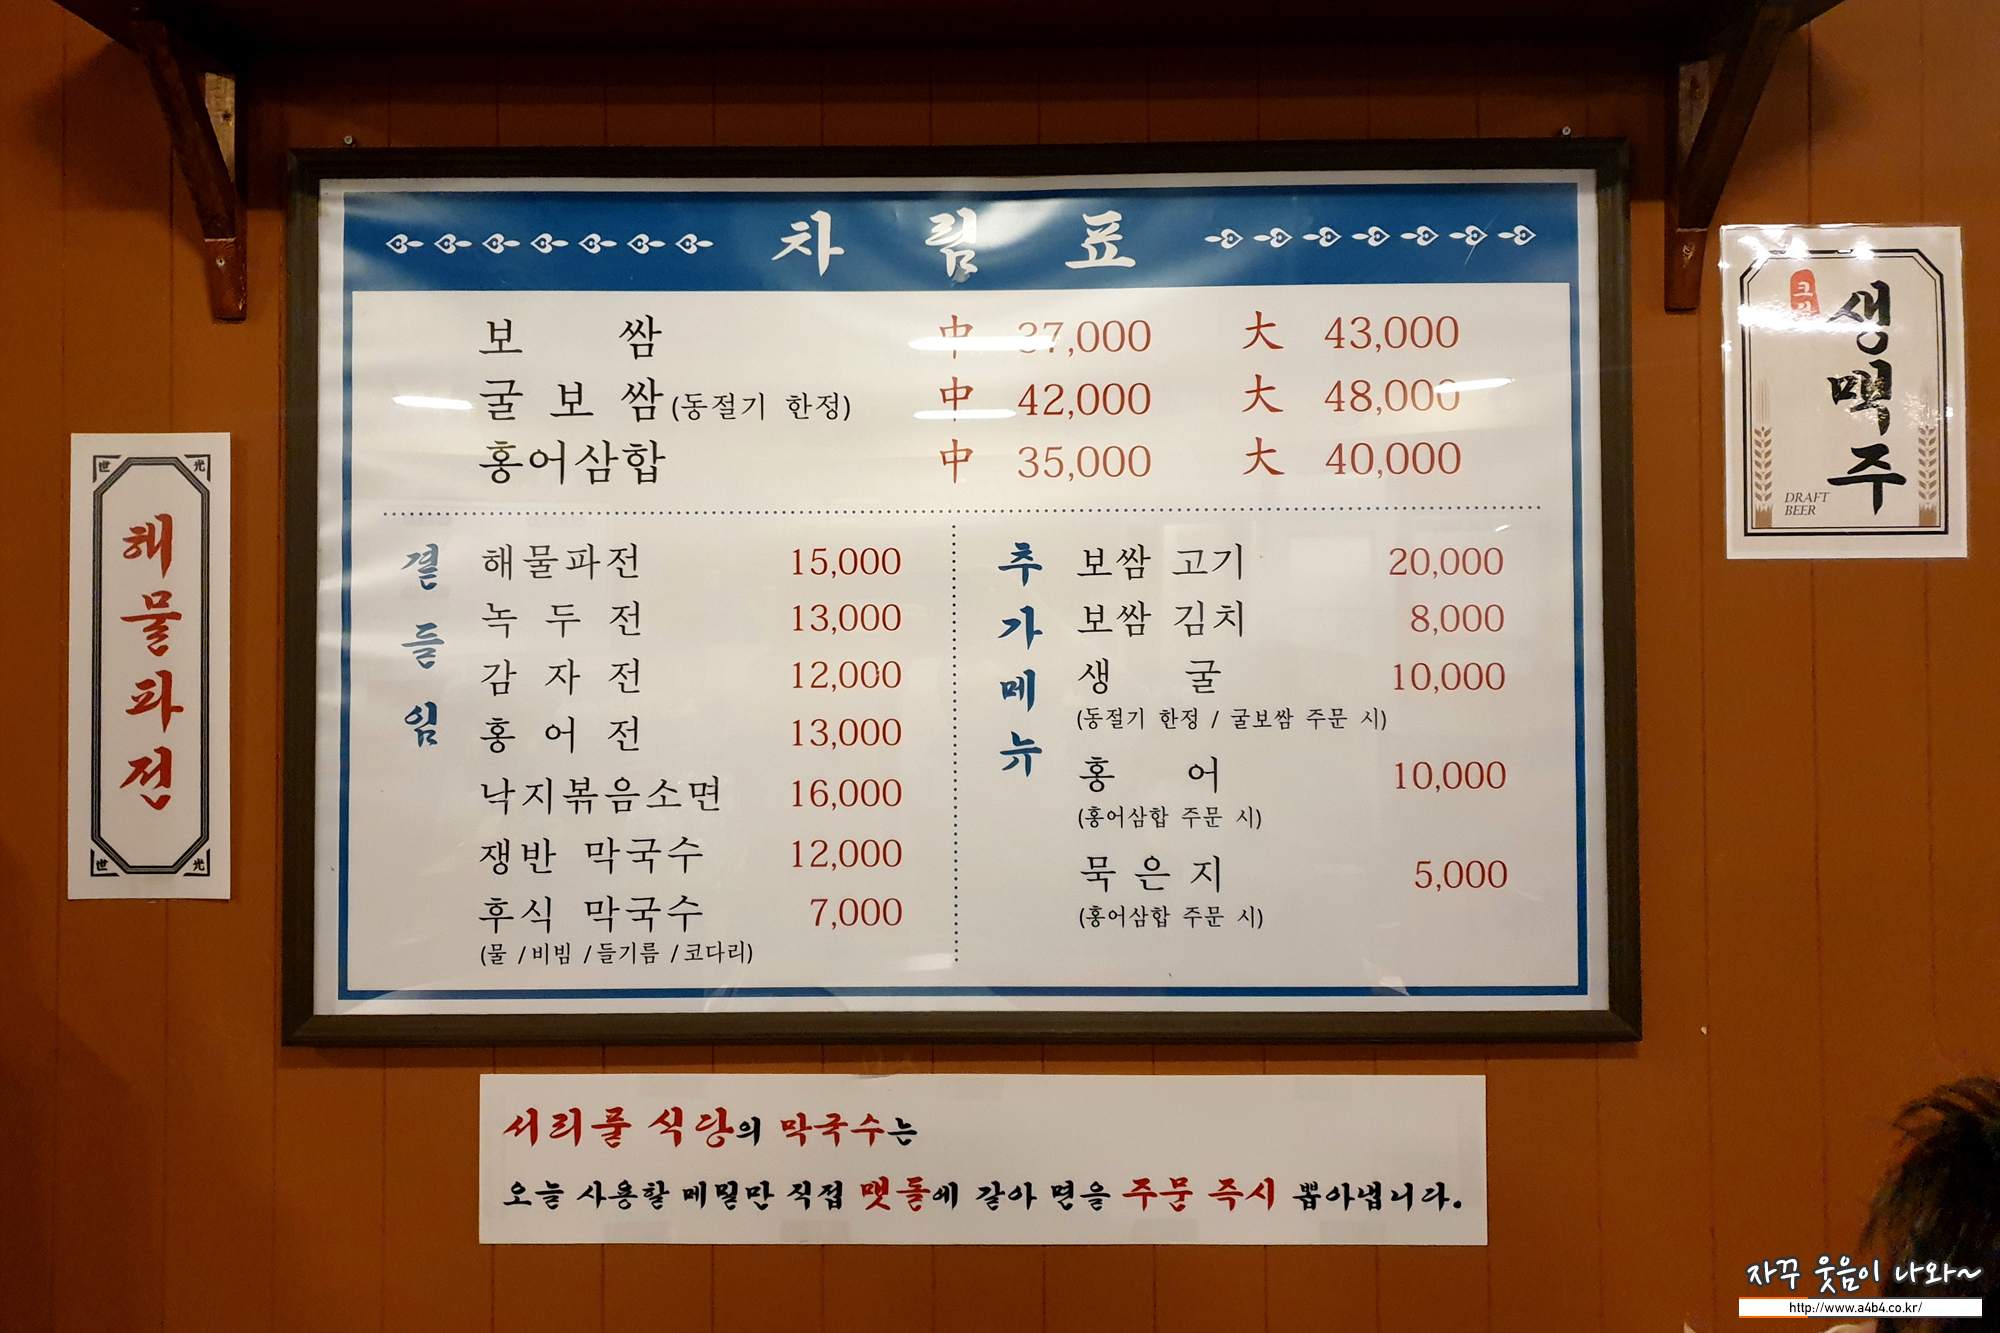 차 림 표
보 쌈 中 37,000 大 43,000
굴 보 쌈 (동절기 한정) 中 42,000 大 48,000
홍어삼합 中 35,000 大 40,000
곁들임
해물파전 15,000
녹 두 전 13,000
감 자 전 12,000
홍 어 전 13,000
낙지볶음소면 16,000
쟁반 막국수 12,000
후식 막국수 7,000
(물 / 비빔 / 들기름 / 코다리)
추가메뉴
보쌈 고기 20,000
보쌈 김치 8,000
생 굴 10,000
(동절기 한정 / 굴보쌈 주문 시)
홍 어 10,000
(홍어삼합 주문 시)
묵 은 지 5,000
(홍어삼합 주문 시)
世 光
해물파전
世 光
생맥주
DRAFT
BEER
서리풀 식당의 막국수는
오늘 사용할 메밀만 직접 맷돌에 갈아 면을 주문 즉시 뽑아냅니다.
자꾸 웃음이 나와~
http://www.a4b4.co.kr/